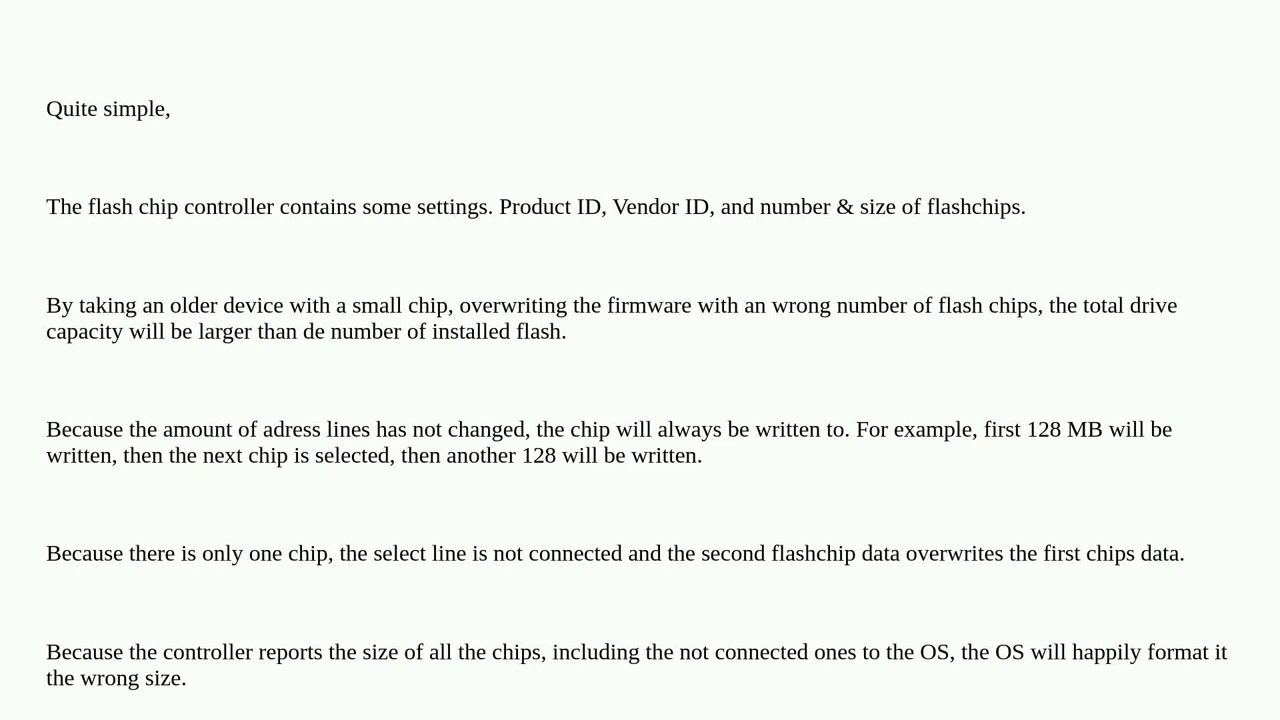 Quite simple,
The flash chip controller contains some settings. Product ID, Vendor ID, and number & size of flashchips.
By taking an older device with a small chip, overwriting the firmware with an wrong number of flash chips, the total drive
capacity will be larger than de number of installed flash.
Because the amount of adress lines has not changed, the chip will always be written to. For example, first 128 MB will be
written, then the next chip is selected, then another 128 will be written.
Because there is only one chip, the select line is not connected and the second flashchip data overwrites the first chips data.
Because the controller reports the size of all the chips, including the not connected ones to the OS, the OS will happily format it
the wrong size.